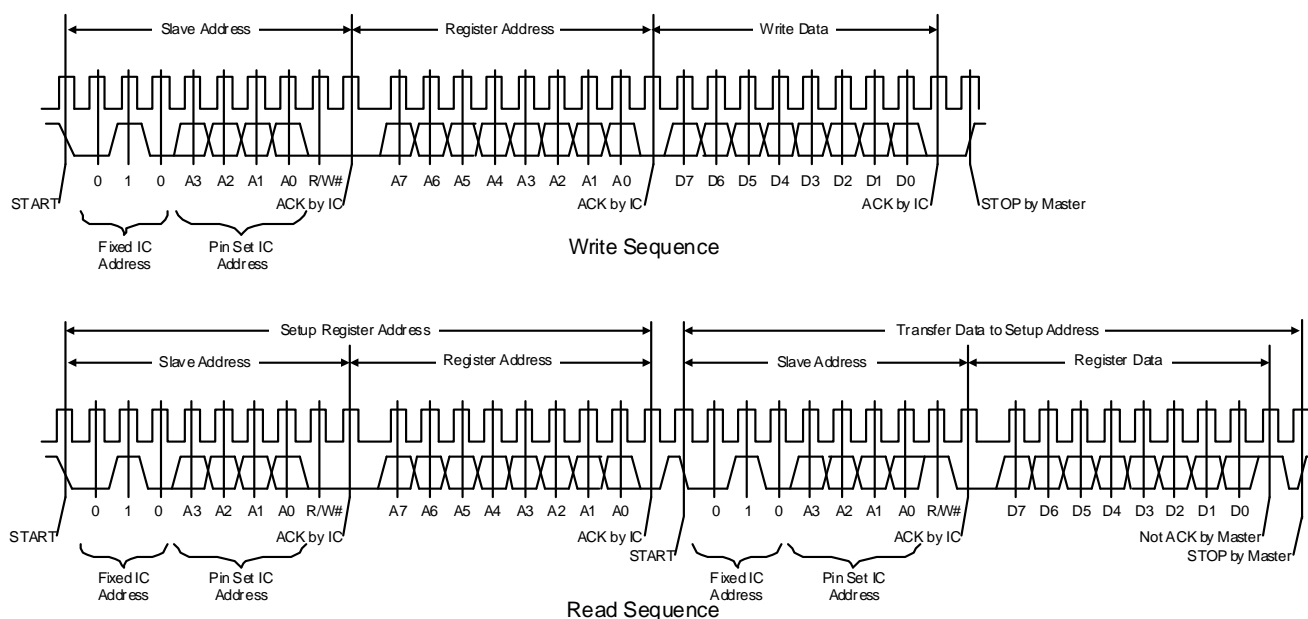 Slave Address Register Address Write Data
0 1 0 A3 A2 A1 A0 R/W# A7 A6 A5 A4 A3 A2 A1 A0 D7 D6 D5 D4 D3 D2 D1 D0
START ACK by IC ACK by IC ACK by IC STOP by Master
Fixed IC Pin Set IC
Address Address
Write Sequence
Setup Register Address Transfer Data to Setup Address
Slave Address Register Address Slave Address Register Data
0 1 0 A3 A2 A1 A0 R/W# A7 A6 A5 A4 A3 A2 A1 A0 0 1 0 A3 A2 A1 A0 R/W# D7 D6 D5 D4 D3 D2 D1 D0
START ACK by IC ACK by IC ACK by IC Not ACK by Master
START STOP by Master
Fixed IC Pin Set IC Fixed IC Pin Set IC
Address Address Address Address
Read Sequence